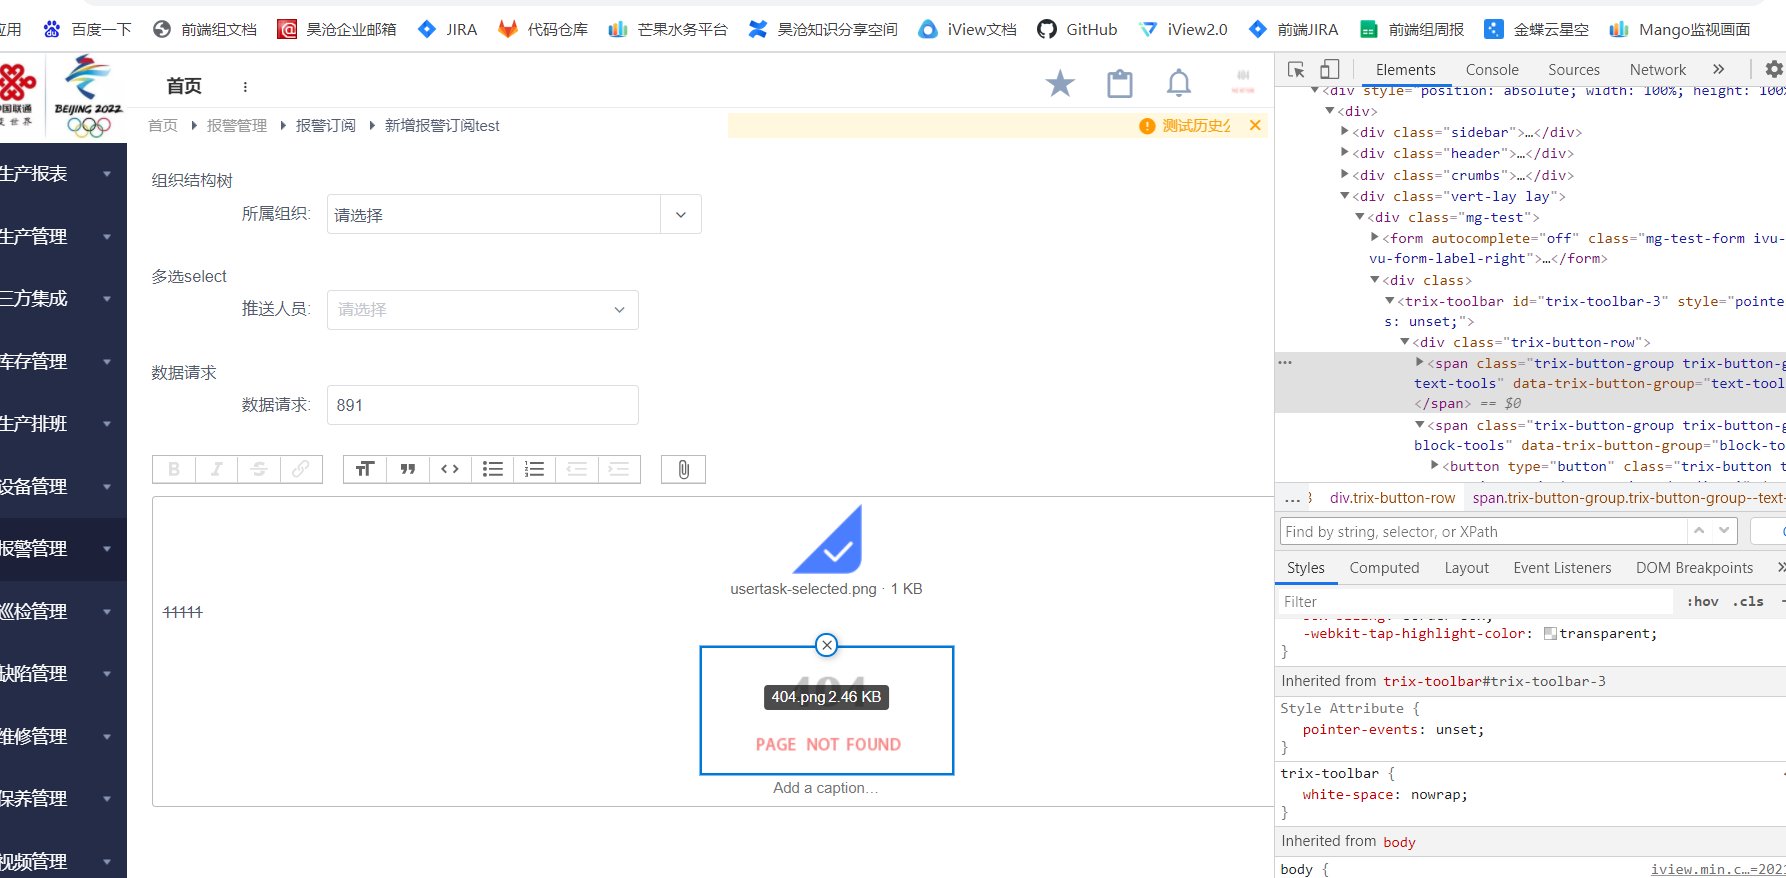 应用 百度一下 前端组文档 昊沧企业邮箱 JIRA 代码仓库 芒果水务平台 昊沧知识分享空间 iView文档 GitHub iView2.0 前端JIRA 前端组周报 金蝶云星空 Mango监视画面
中国联通
BEIJING 2022
首页
首页 报警管理 报警订阅 新增报警订阅test
测试历史公
生产报表
生产管理
三方集成
库存管理
生产排班
设备管理
报警管理
巡检管理
缺陷管理
维修管理
保养管理
视频管理
组织结构树
所属组织: 请选择
多选select
推送人员: 请选择
数据请求
数据请求: 891
usertask-selected.png · 1 KB
11111
404.png 2.46 KB
PAGE NOT FOUND
Add a caption…
Elements Console Sources Network »
<div style="position: absolute; width: 100%; height: 100%
<div>
<div class="sidebar">…</div>
<div class="header">…</div>
<div class="crumbs">…</div>
<div class="vert-lay lay">
<div class="mg-test">
<form autocomplete="off" class="mg-test-form ivu-
vu-form-label-right">…</form>
<div class>
<trix-toolbar id="trix-toolbar-3" style="pointe
s: unset;">
<div class="trix-button-row">
<span class="trix-button-group trix-button-g
text-tools" data-trix-button-group="text-tool
</span> == $0
<span class="trix-button-group trix-button-g
block-tools" data-trix-button-group="block-to
<button type="button" class="trix-button t
... 3 div.trix-button-row span.trix-button-group.trix-button-group--text-
Find by string, selector, or XPath
Styles Computed Layout Event Listeners DOM Breakpoints »
Filter :hov .cls
-webkit-tap-highlight-color: transparent;
}
Inherited from trix-toolbar#trix-toolbar-3
Style Attribute {
pointer-events: unset;
}
trix-toolbar {
white-space: nowrap;
}
Inherited from body
body { iview.min.c…=2021